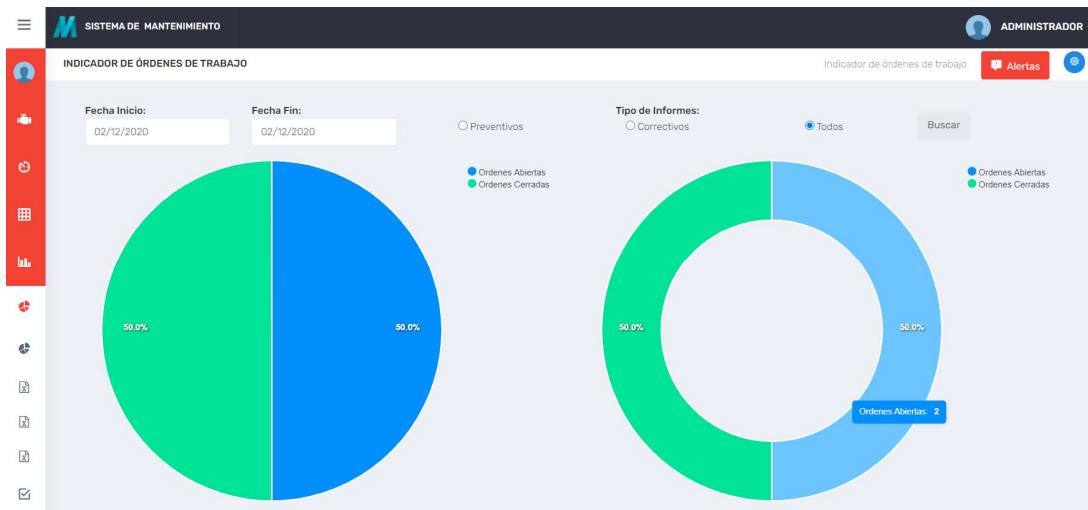 SISTEMA DE MANTENIMIENTO
ADMINISTRADOR
INDICADOR DE ÓRDENES DE TRABAJO
Indicador de órdenes de trabajo
Alertas
Fecha Inicio:
Fecha Fin:
Tipo de Informes:
02/12/2020
02/12/2020
Preventivos
Correctivos
Todos
Buscar
Ordenes Abiertas
Ordenes Cerradas
Ordenes Abiertas
Ordenes Cerradas
50.0%
50.0%
50.0%
50.0%
Ordenes Abiertas: 2